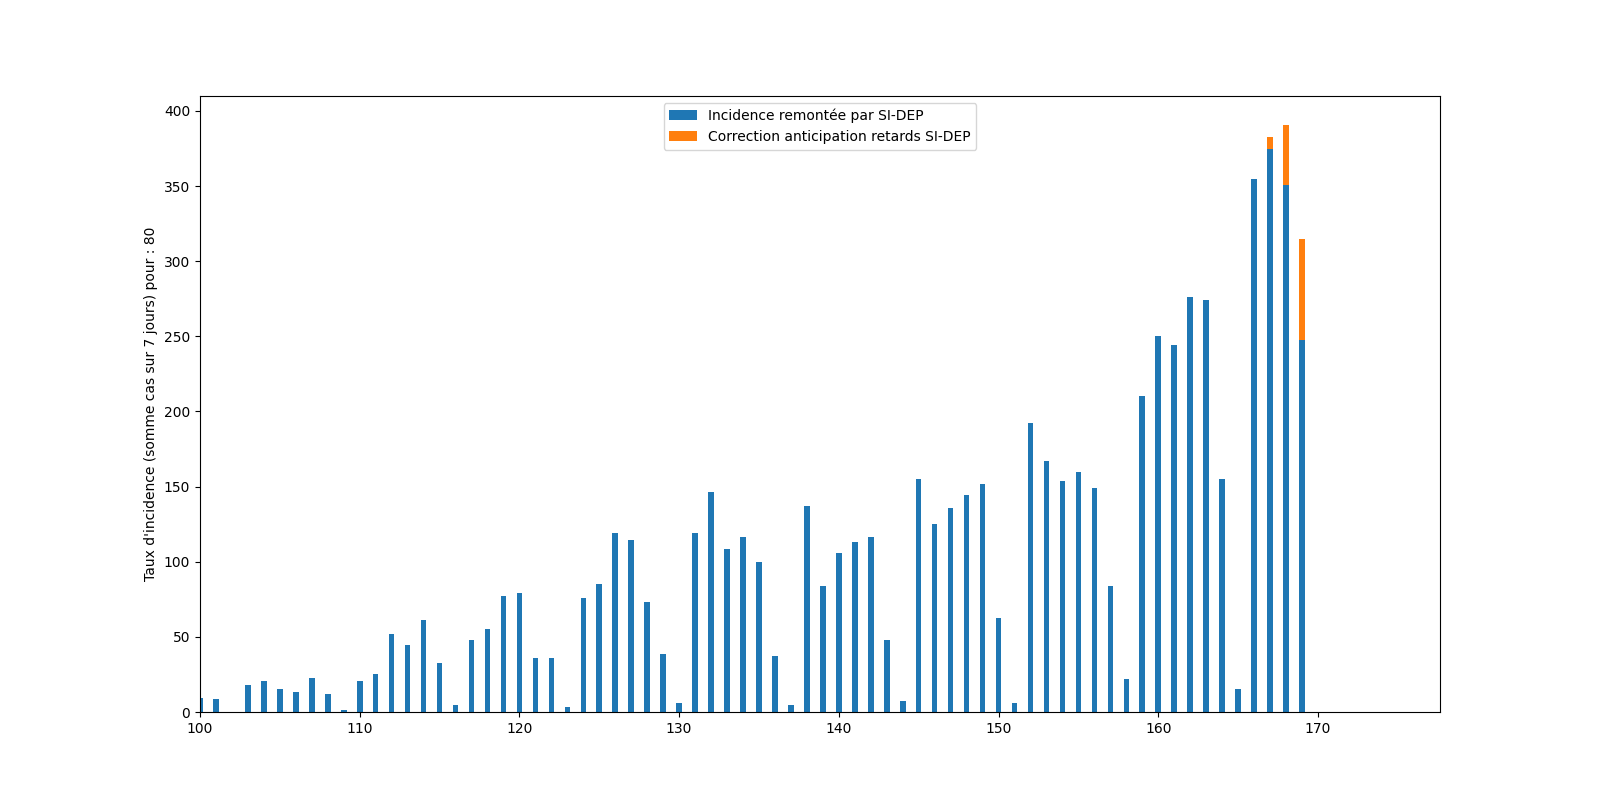 Incidence remontée par SI-DEP
Correction anticipation retards SI-DEP
Taux d'incidence (somme cas sur 7 jours) pour : 80
400
350
300
250
200
150
100
50
0
100 110 120 130 140 150 160 170